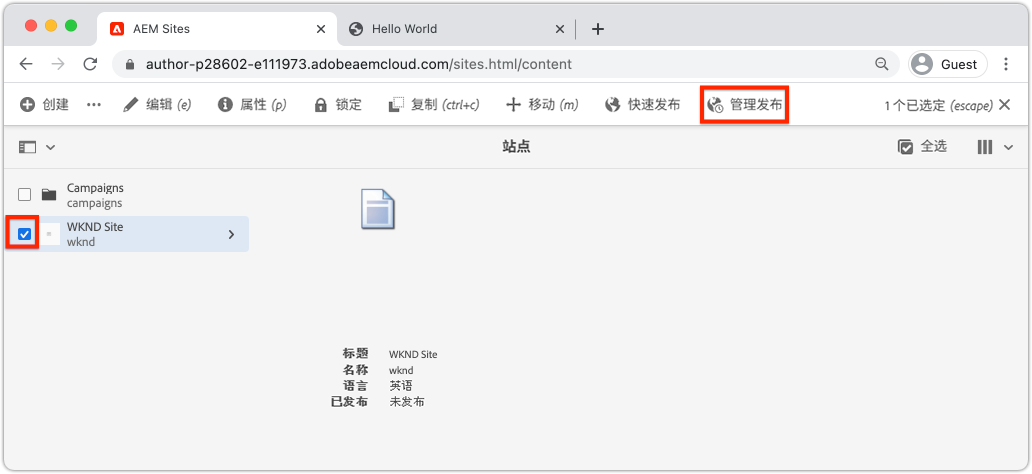 AEM Sites
Hello World
author-p28602-e111973.adobeaemcloud.com/sites.html/content
Guest
创建 ••• 编辑 (e) 属性 (p) 锁定 复制 (ctrl+c) 移动 (m) 快速发布 管理发布 1 个已选定 (escape)
站点 全选
Campaigns
campaigns
WKND Site
wknd
标题 WKND Site
名称 wknd
语言 英语
已发布 未发布